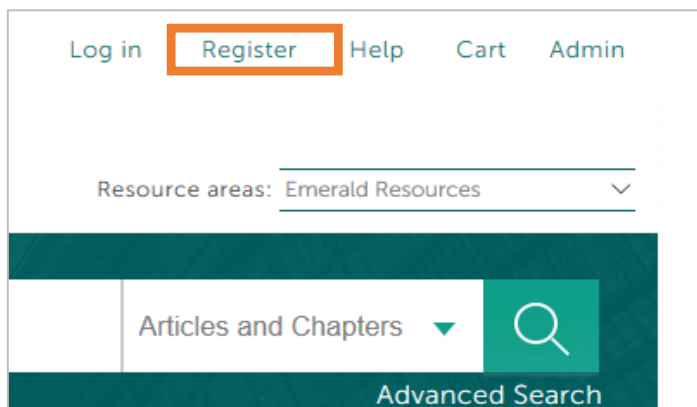 Log in Register Help Cart Admin
Resource areas: Emerald Resources
Articles and Chapters
Advanced Search